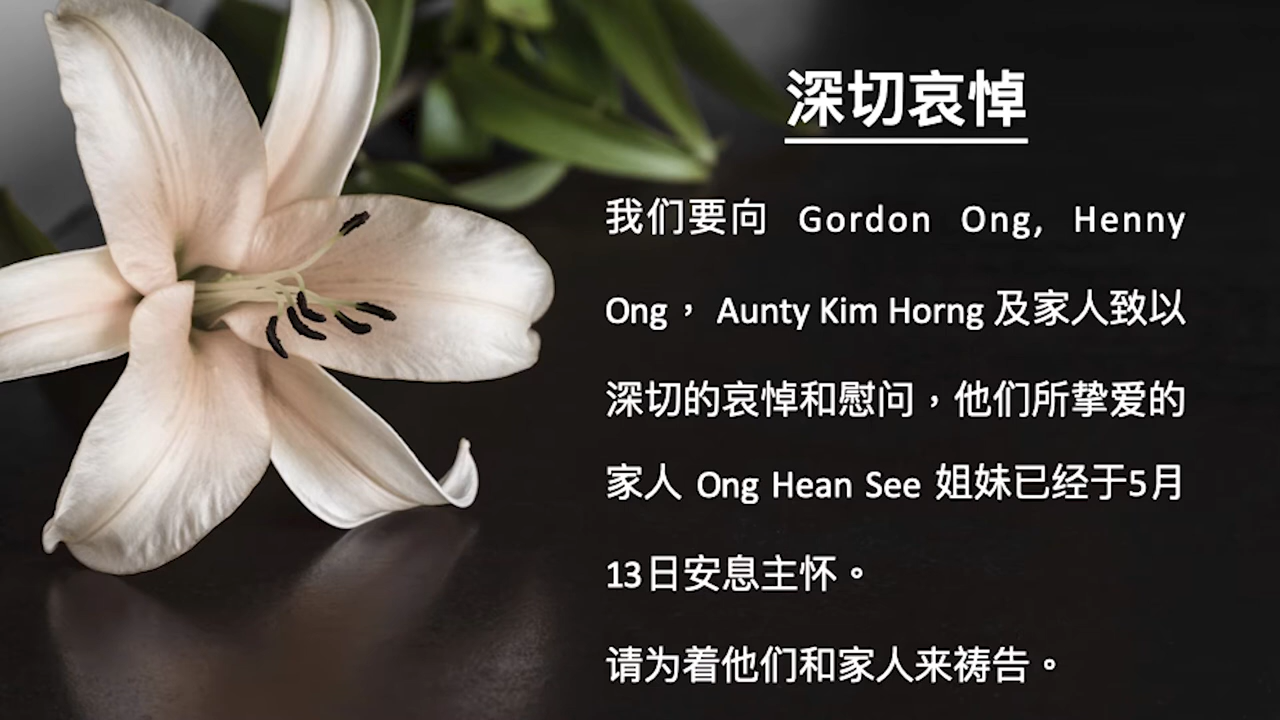 深切哀悼
我们要向 Gordon Ong, Henny
Ong， Aunty Kim Horng 及家人致以
深切的哀悼和慰问，他们所挚爱的
家人 Ong Hean See 姐妹已经于5月
13日安息主怀。
请为着他们和家人来祷告。